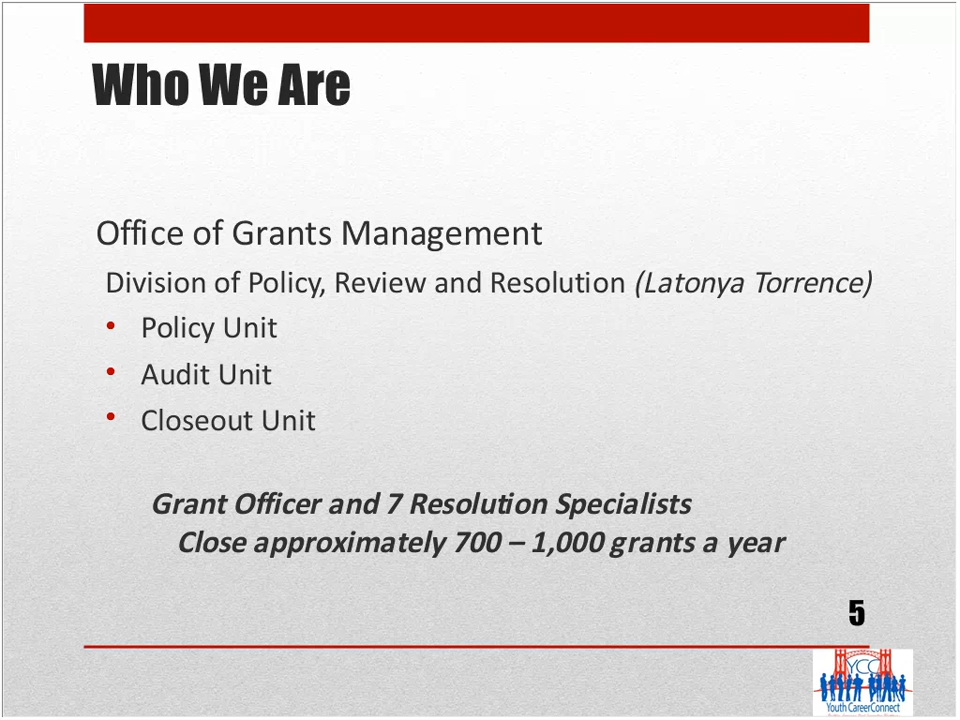 Who We Are
Office of Grants Management
Division of Policy, Review and Resolution (Latonya Torrence)
• Policy Unit
• Audit Unit
• Closeout Unit
Grant Officer and 7 Resolution Specialists
Close approximately 700 – 1,000 grants a year
5
YCC
Youth CareerConnect